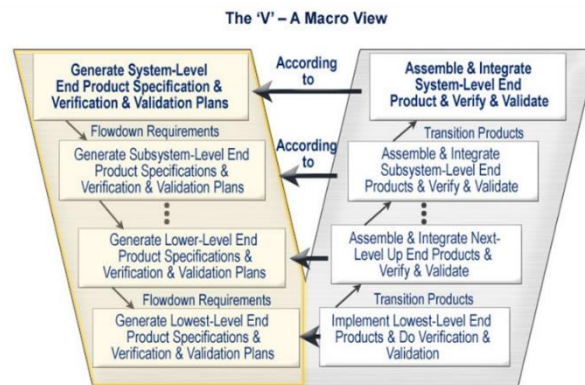 The ‘V’ – A Macro View
Generate System-Level
End Product Specification &
Verification & Validation Plans
According
to
Assemble & Integrate
System-Level End
Product & Verify & Validate
Flowdown Requirements
Transition Products
Generate Subsystem-Level End
Product Specifications &
Verification & Validation Plans
According
to
Assemble & Integrate
Subsystem-Level End
Products & Verify & Validate
Generate Lower-Level End
Product Specifications &
Verification & Validation Plans
Assemble & Integrate Next-
Level Up End Products &
Verify & Validate
Flowdown Requirements
Transition Products
Generate Lowest-Level End
Product Specifications &
Verification & Validation Plans
Implement Lowest-Level End
Products & Do Verification &
Validation